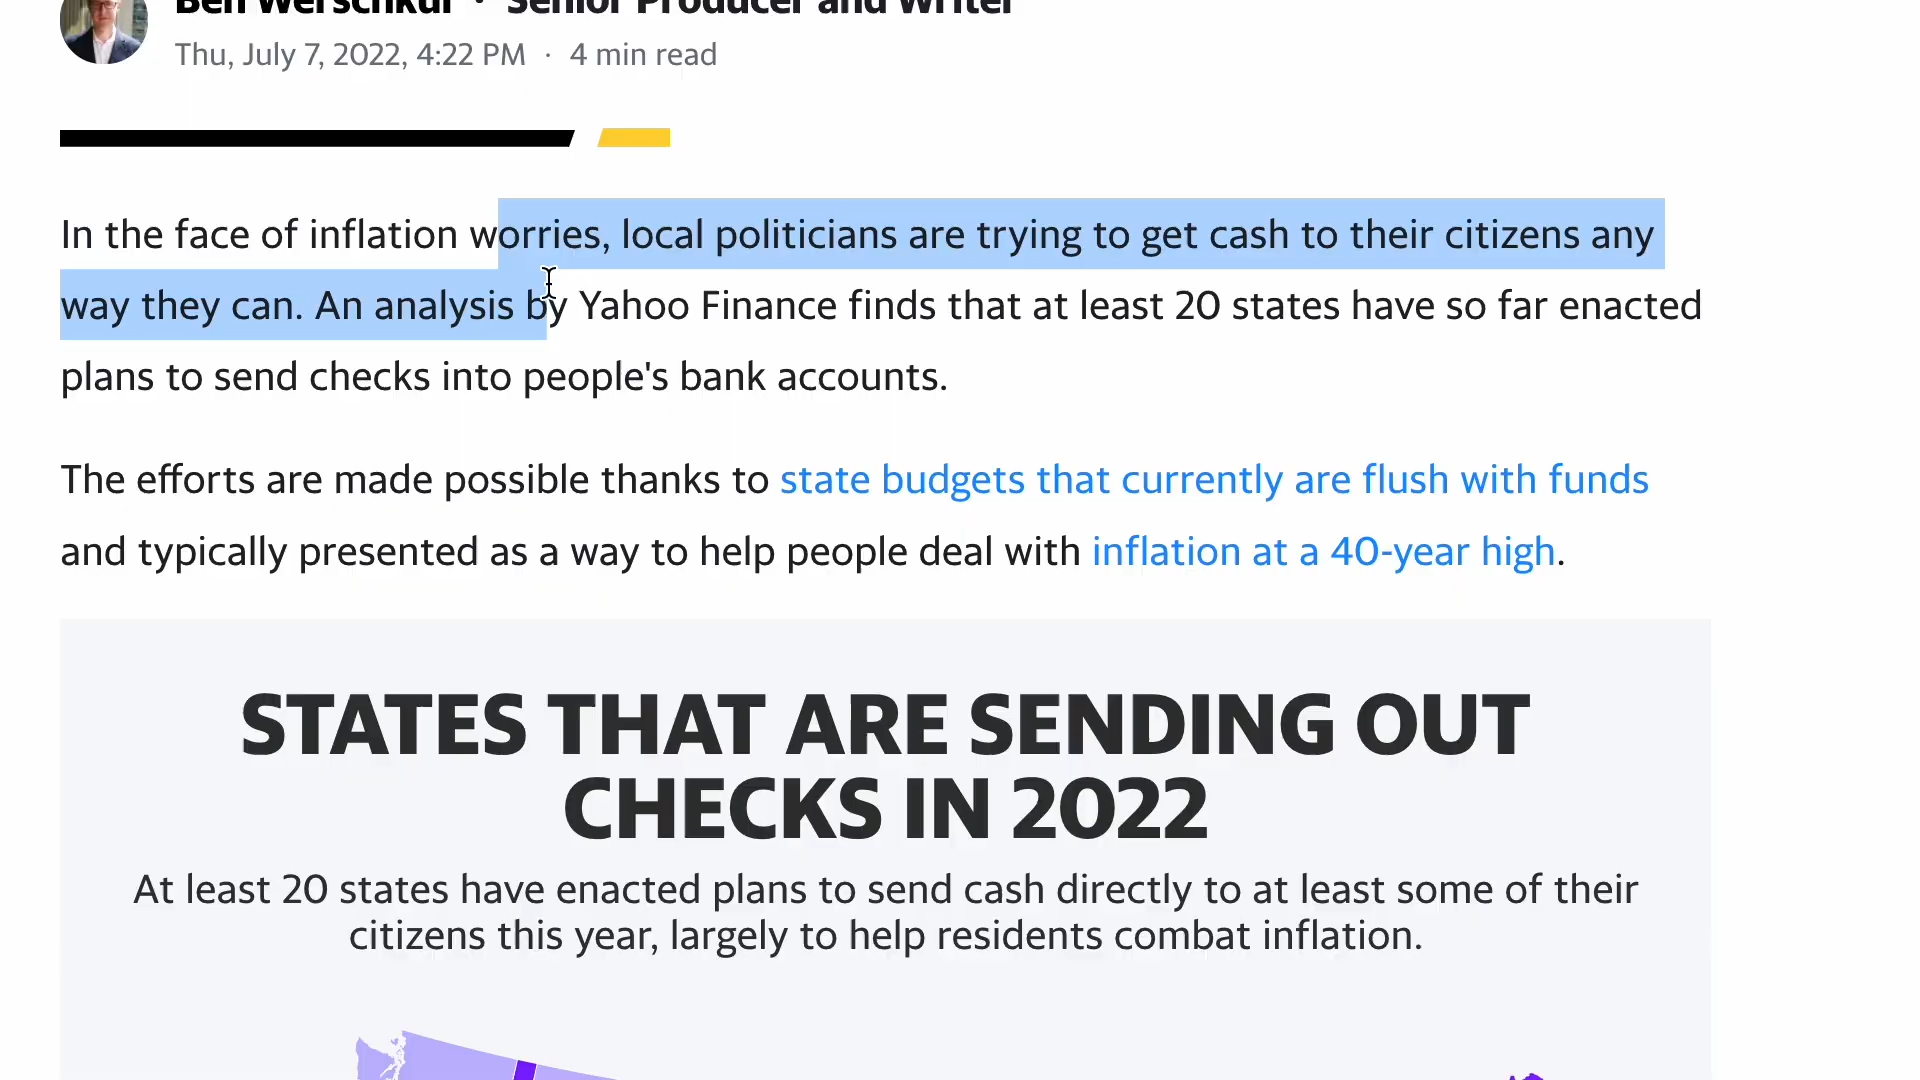 Ben Werschkul · Senior Producer and Writer
Thu, July 7, 2022, 4:22 PM · 4 min read
In the face of inflation worries, local politicians are trying to get cash to their citizens any
way they can. An analysis by Yahoo Finance finds that at least 20 states have so far enacted
plans to send checks into people's bank accounts.
The efforts are made possible thanks to state budgets that currently are flush with funds
and typically presented as a way to help people deal with inflation at a 40-year high.
STATES THAT ARE SENDING OUT
CHECKS IN 2022
At least 20 states have enacted plans to send cash directly to at least some of their
citizens this year, largely to help residents combat inflation.